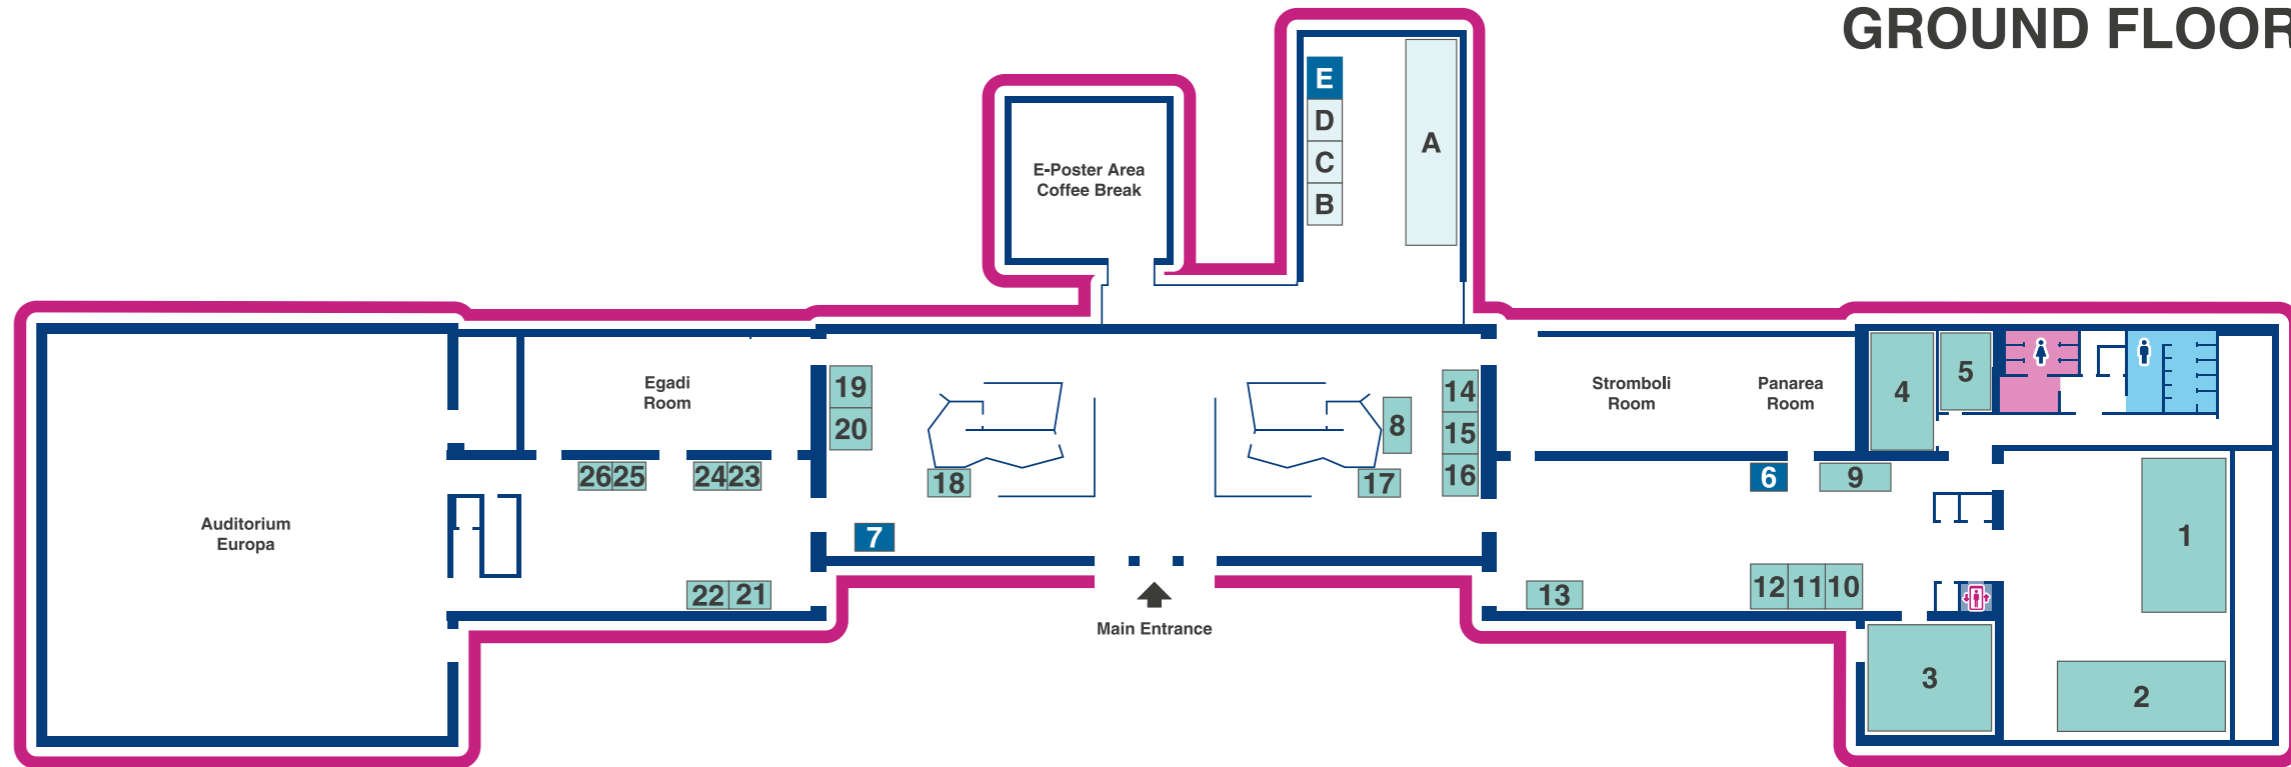 GROUND FLOOR
E
D
C
B
A
E-Poster Area
Coffee Break
Egadi
Room
Auditorium
Europa
26
25
24
23
22
21
19
20
18
7
Main Entrance
8
17
14
15
16
Stromboli
Room
Panarea
Room
6
9
13
12
11
10
4
5
1
2
3